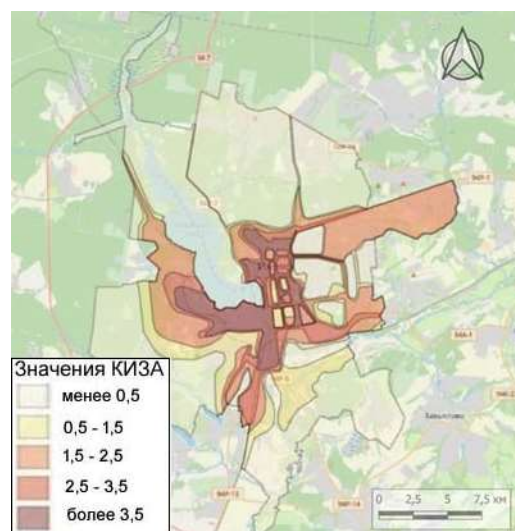 Значения КИЗА
менее 0,5
0,5 - 1,5
1,5 - 2,5
2,5 - 3,5
более 3,5
Завьялово
0 2,5 5 7,5 км